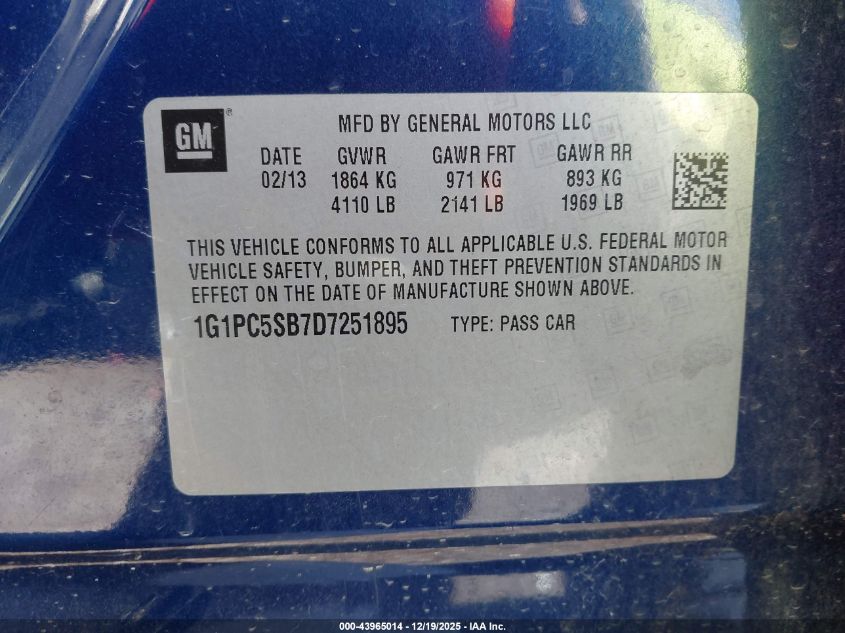 GM
MFD BY GENERAL MOTORS LLC
DATE GVWR GAWR FRT GAWR RR
02/13 1864 KG 971 KG 893 KG
4110 LB 2141 LB 1969 LB
THIS VEHICLE CONFORMS TO ALL APPLICABLE U.S. FEDERAL MOTOR
VEHICLE SAFETY, BUMPER, AND THEFT PREVENTION STANDARDS IN
EFFECT ON THE DATE OF MANUFACTURE SHOWN ABOVE.
1G1PC5SB7D7251895 TYPE: PASS CAR
000-43965014 - 12/19/2025 - IAA Inc.